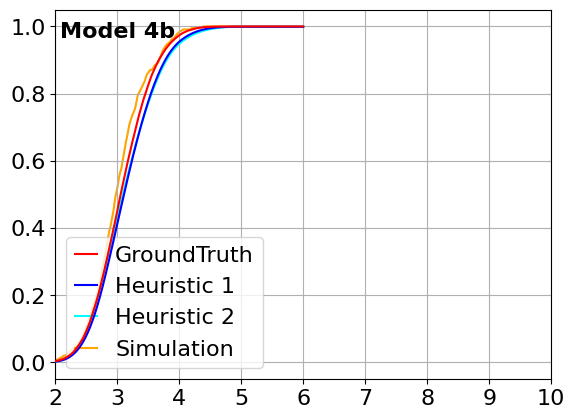 Model 4b
1.0
0.8
0.6
0.4
0.2
0.0
GroundTruth
Heuristic 1
Heuristic 2
Simulation
2 3 4 5 6 7 8 9 10